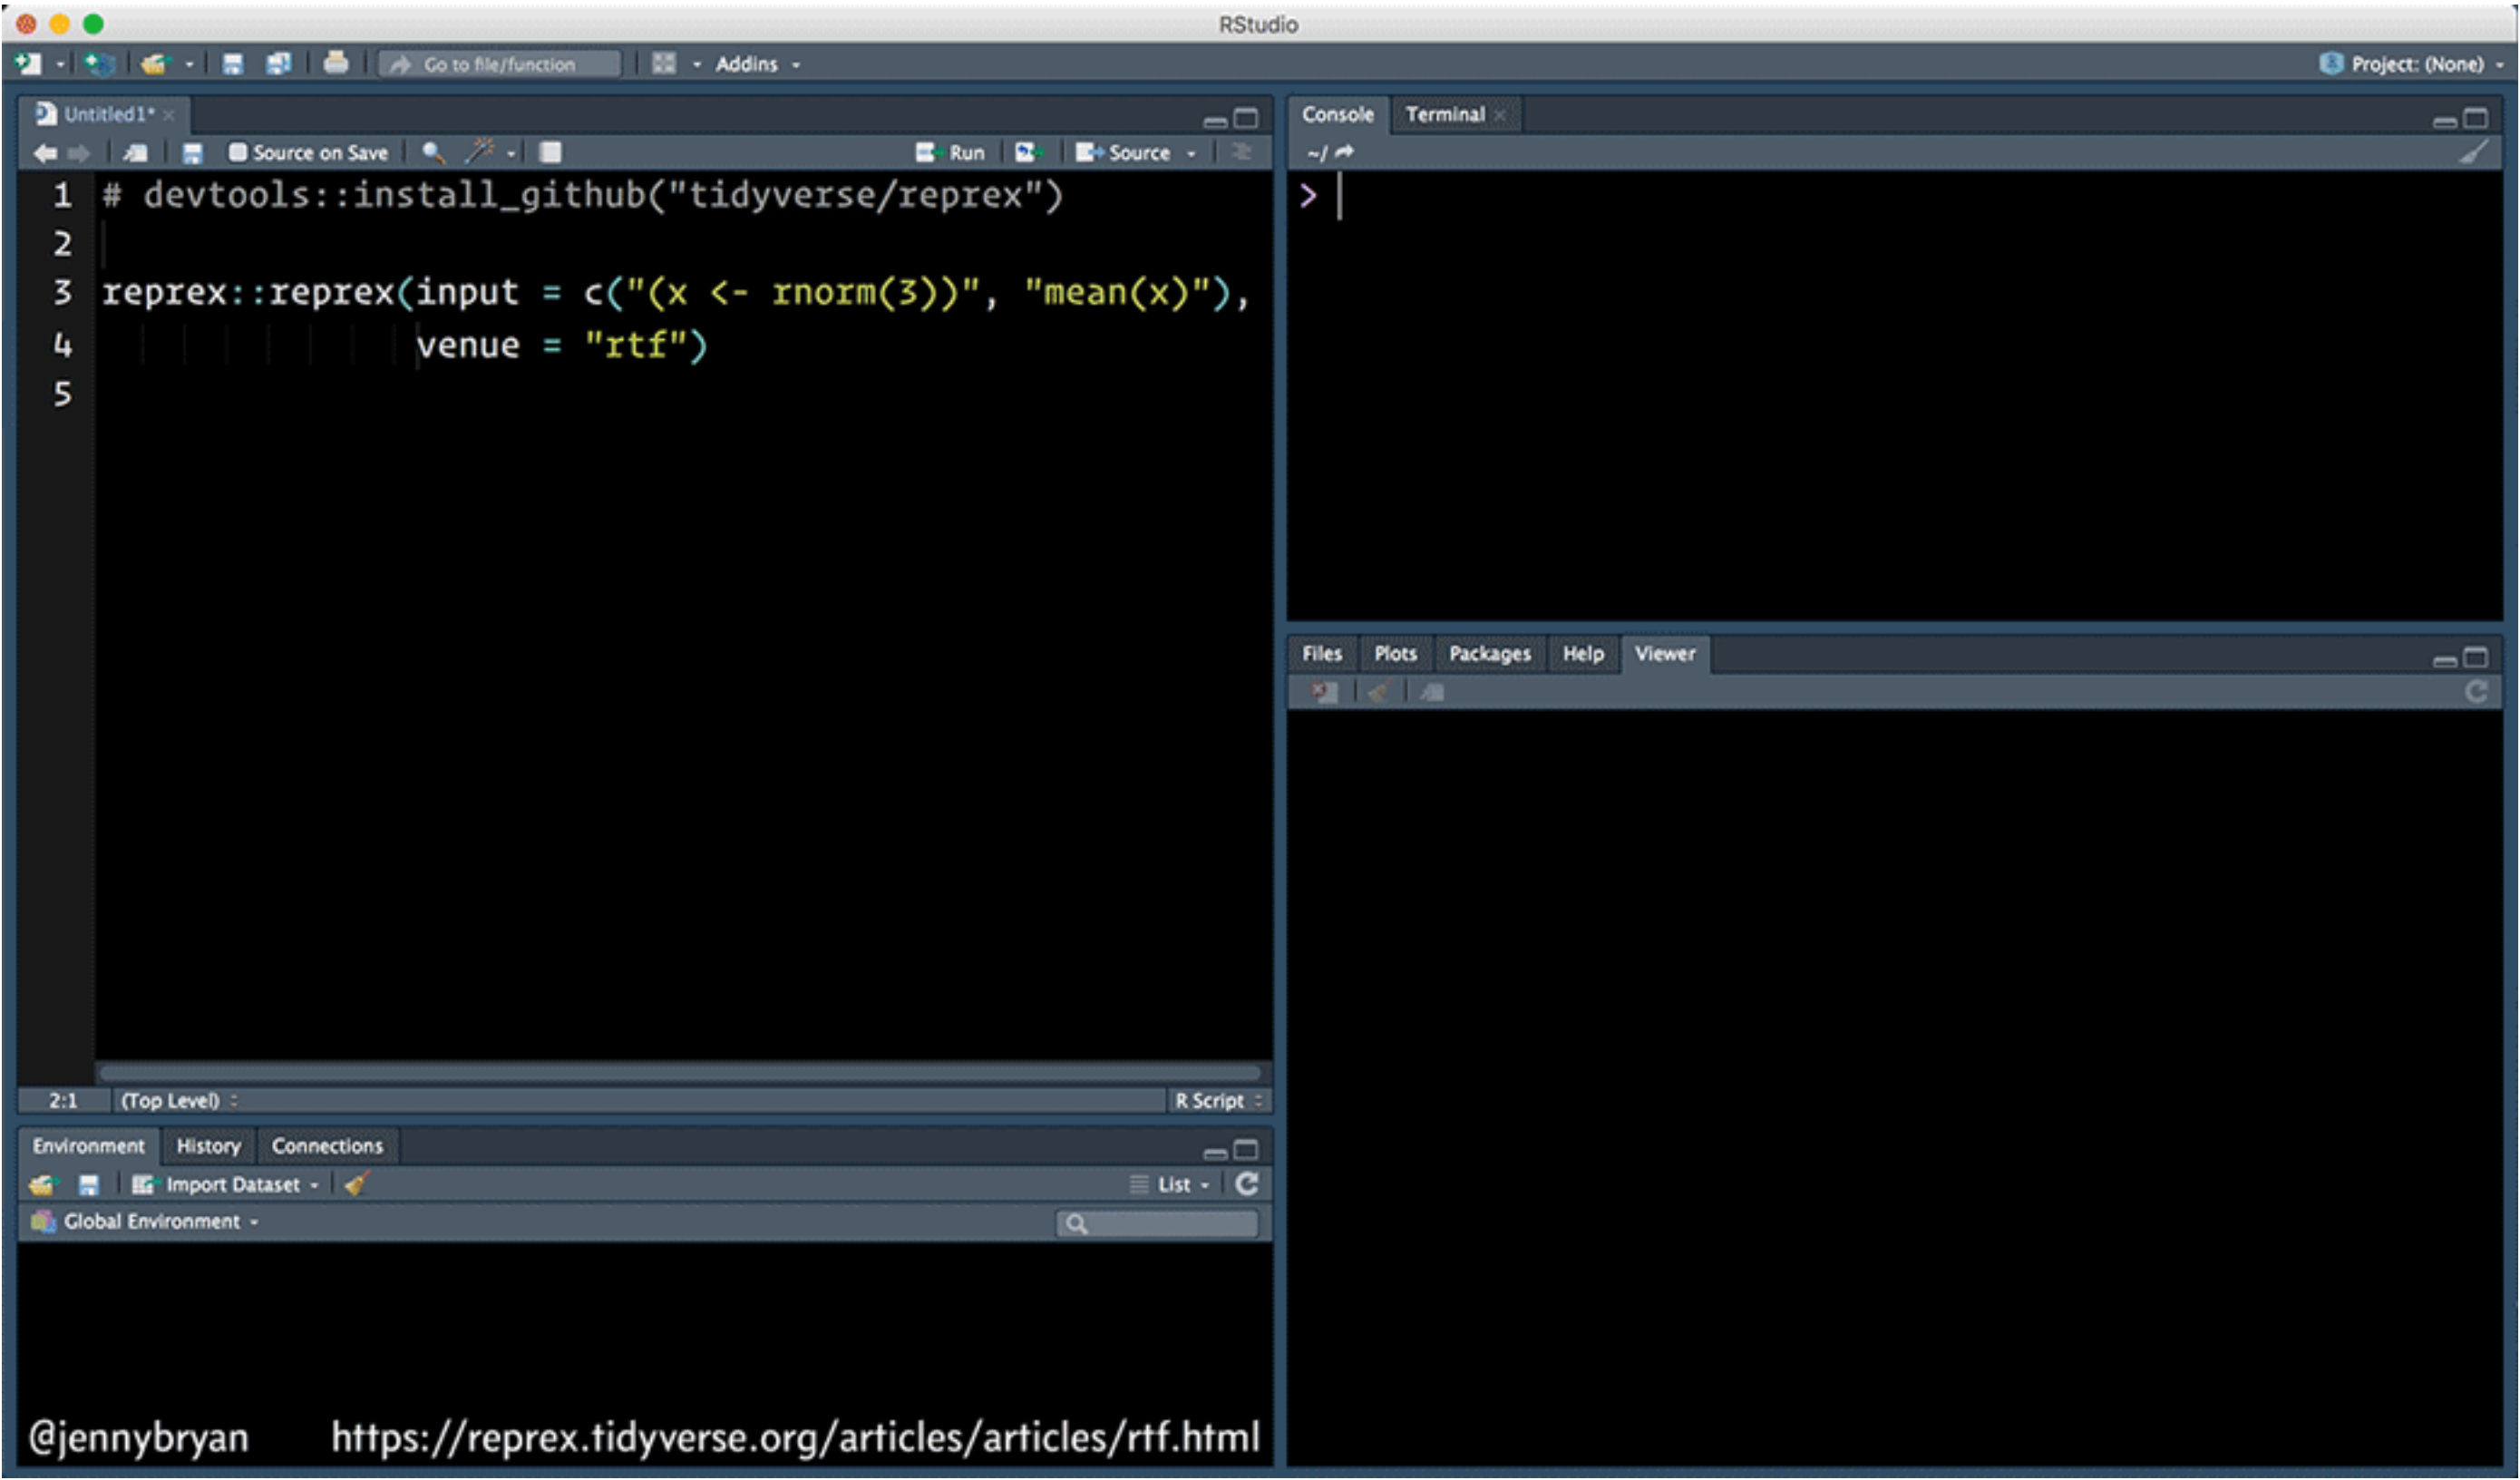 RStudio
Go to file/function Addins Project: (None)
Untitled1*
Source on Save Run Source
1 # devtools::install_github("tidyverse/reprex")
2
3 reprex::reprex(input = c("(x <- rnorm(3))", "mean(x)"),
4 venue = "rtf")
5
2:1 (Top Level) R Script
Environment History Connections
Import Dataset List
Global Environment
@jennybryan https://reprex.tidyverse.org/articles/articles/rtf.html
Console Terminal
~/
>
Files Plots Packages Help Viewer